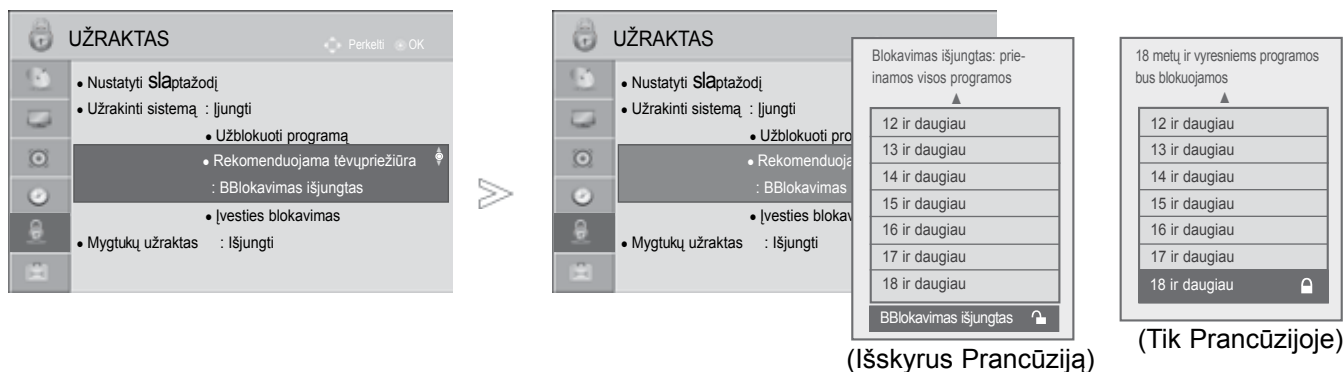 UŽRAKTAS
Perkelti OK
• Nustatyti slaptažodį
• Užrakinti sistemą : Įjungti
• Užblokuoti programą
• Rekomenduojama tėvųpriežiūra
: BBlokavimas išjungtas
• Įvesties blokavimas
• Mygtukų užraktas : Išjungti
UŽRAKTAS
• Nustatyti slaptažodį
• Užrakinti sistemą : Įjungti
• Užblokuoti pro
• Rekomenduoja
: BBlokavimas
• Įvesties blokav
• Mygtukų užraktas : Išjungti
Blokavimas išjungtas: prie-
inamos visos programos
12 ir daugiau
13 ir daugiau
14 ir daugiau
15 ir daugiau
16 ir daugiau
17 ir daugiau
18 ir daugiau
BBlokavimas išjungtas
(Išskyrus Prancūziją)
18 metų ir vyresniems programos
bus blokuojamos
12 ir daugiau
13 ir daugiau
14 ir daugiau
15 ir daugiau
16 ir daugiau
17 ir daugiau
18 ir daugiau
(Tik Prancūzijoje)